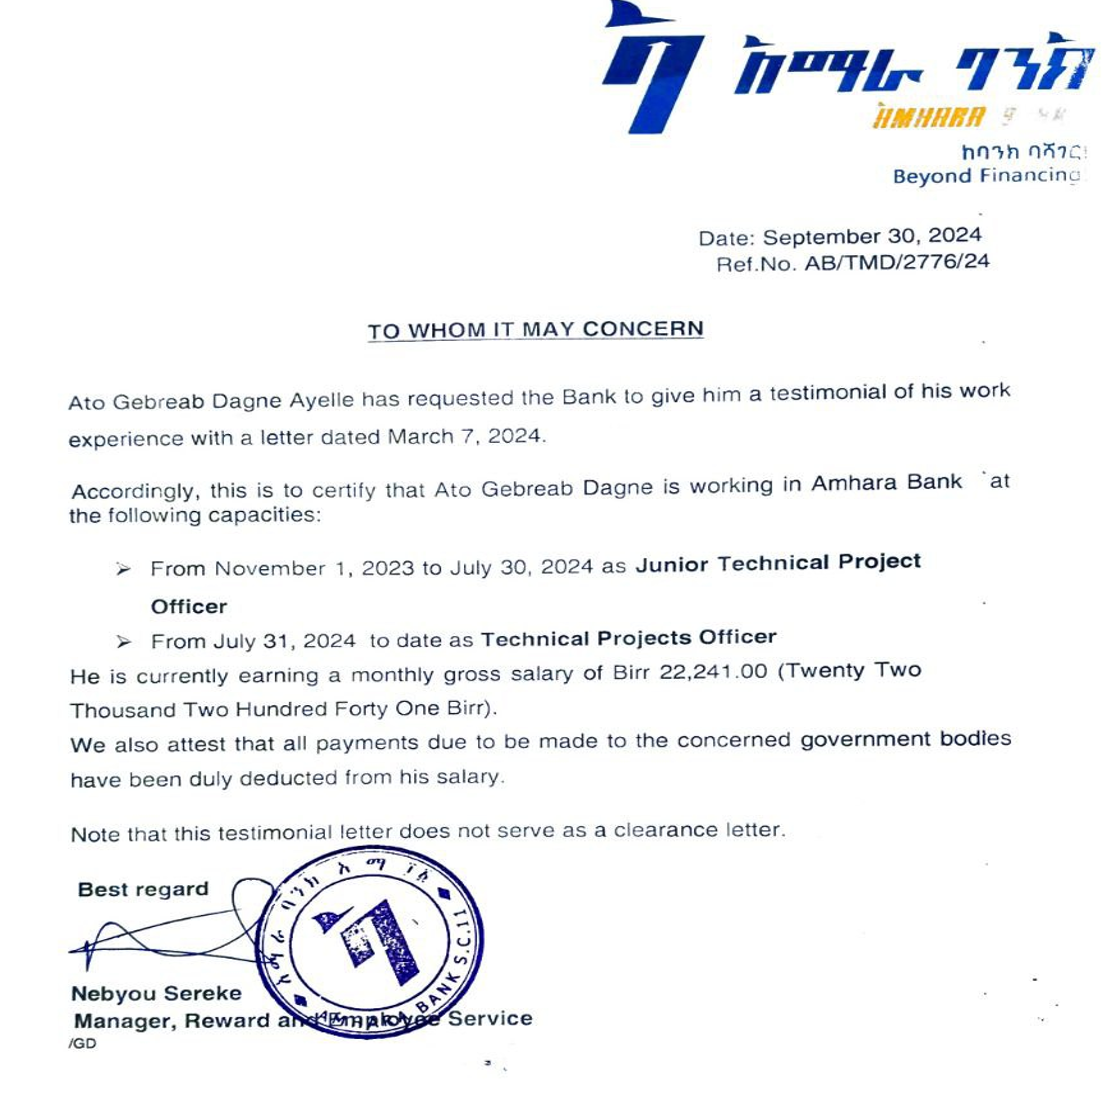 አማራ ባንክ
AMHARA
ከባንክ ባሻገር
Beyond Financing
Date: September 30, 2024
Ref.No. AB/TMD/2776/24
TO WHOM IT MAY CONCERN
Ato Gebreab Dagne Ayelle has requested the Bank to give him a testimonial of his work
experience with a letter dated March 7, 2024.
Accordingly, this is to certify that Ato Gebreab Dagne is working in Amhara Bank at
the following capacities:
➢ From November 1, 2023 to July 30, 2024 as Junior Technical Project
Officer
➢ From July 31, 2024 to date as Technical Projects Officer
He is currently earning a monthly gross salary of Birr 22,241.00 (Twenty Two
Thousand Two Hundred Forty One Birr).
We also attest that all payments due to be made to the concerned government bodies
have been duly deducted from his salary.
Note that this testimonial letter does not serve as a clearance letter.
Best regard
አማራ ባንክ አ ማ
AMHARA BANK S.C.
Nebyou Sereke
Manager, Reward and Employee Service
/GD